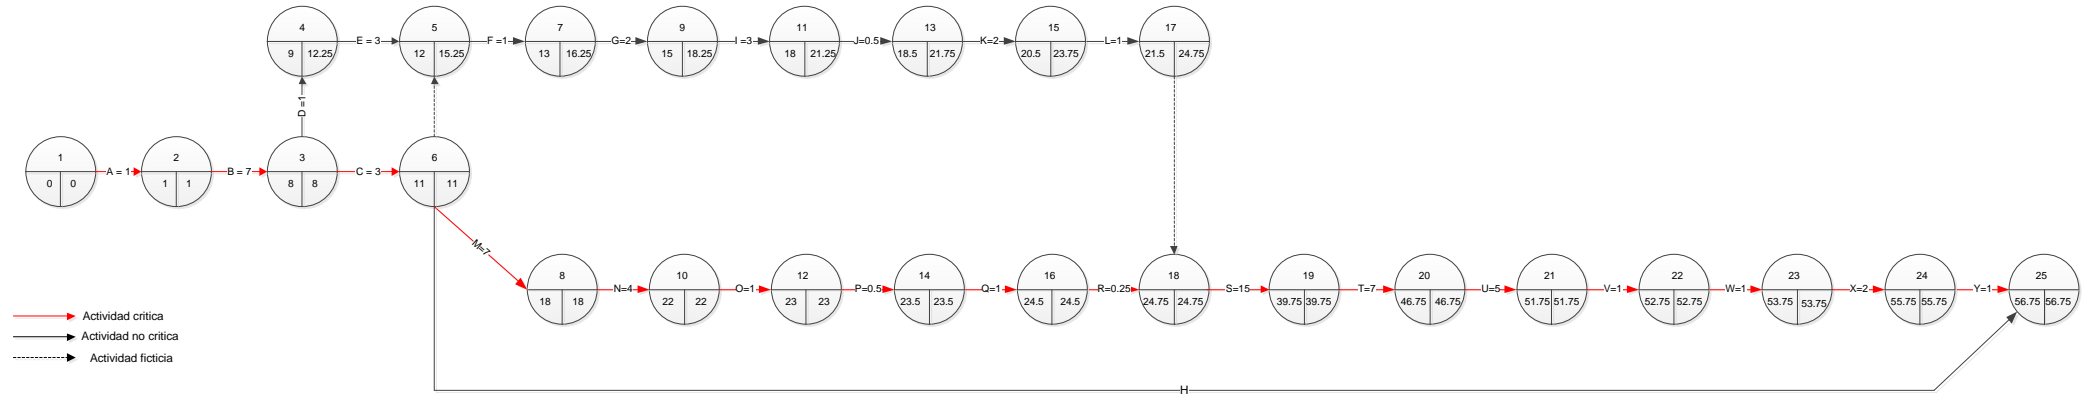 4
9 12.25
E = 3
5
12 15.25
F =1
7
13 16.25
G=2
9
15 18.25
I =3
11
18 21.25
J=0.5
13
18.5 21.75
K=2
15
20.5 23.75
L=1
17
21.5 24.75
D =1
1
0 0
A = 1
2
1 1
B = 7
3
8 8
C = 3
6
11 11
M=7
8
18 18
N=4
10
22 22
O=1
12
23 23
P=0.5
14
23.5 23.5
Q=1
16
24.5 24.5
R=0.25
18
24.75 24.75
S=15
19
39.75 39.75
T=7
20
46.75 46.75
U=5
21
51.75 51.75
V=1
22
52.75 52.75
W=1
23
53.75 53.75
X=2
24
55.75 55.75
Y=1
25
56.75 56.75
H
Actividad critica
Actividad no critica
Actividad ficticia